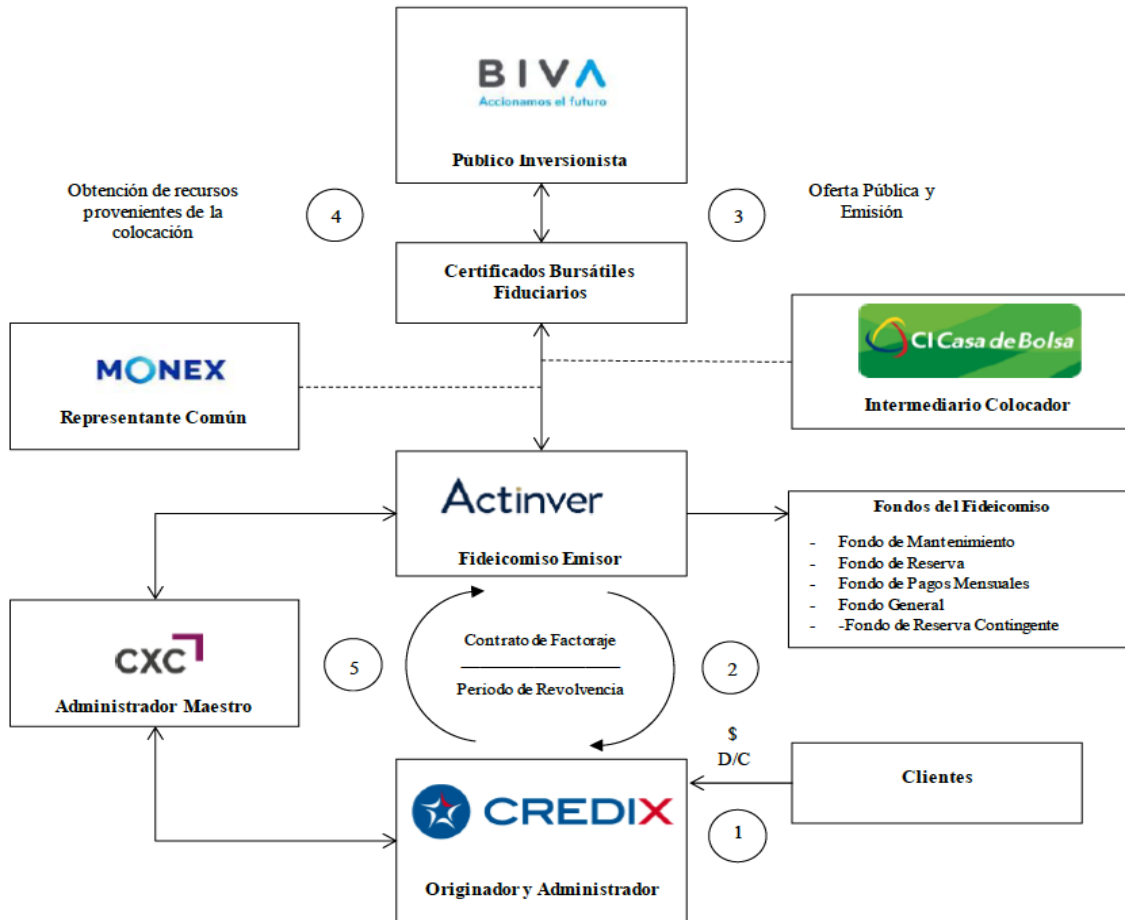 BIVA
Accionamos el futuro
Público Inversionista
Obtención de recursos
provenientes de la
colocación
4
3
Oferta Pública y
Emisión
Certificados Bursátiles
Fiduciarios
MONEX
Representante Común
CI Casa de Bolsa
Intermediario Colocador
Actinver
Fideicomiso Emisor
Fondos del Fideicomiso
- Fondo de Mantenimiento
- Fondo de Reserva
- Fondo de Pagos Mensuales
- Fondo General
- -Fondo de Reserva Contingente
CXC
Administrador Maestro
5
Contrato de Factoraje
Periodo de Revolvencia
2
$
D/C
Clientes
CREDIX
Originador y Administrador
1